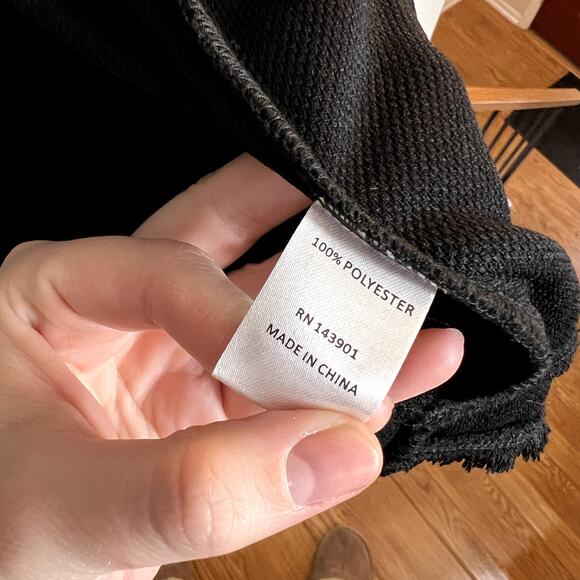 100% POLYESTER
RN 143901
MADE IN CHINA